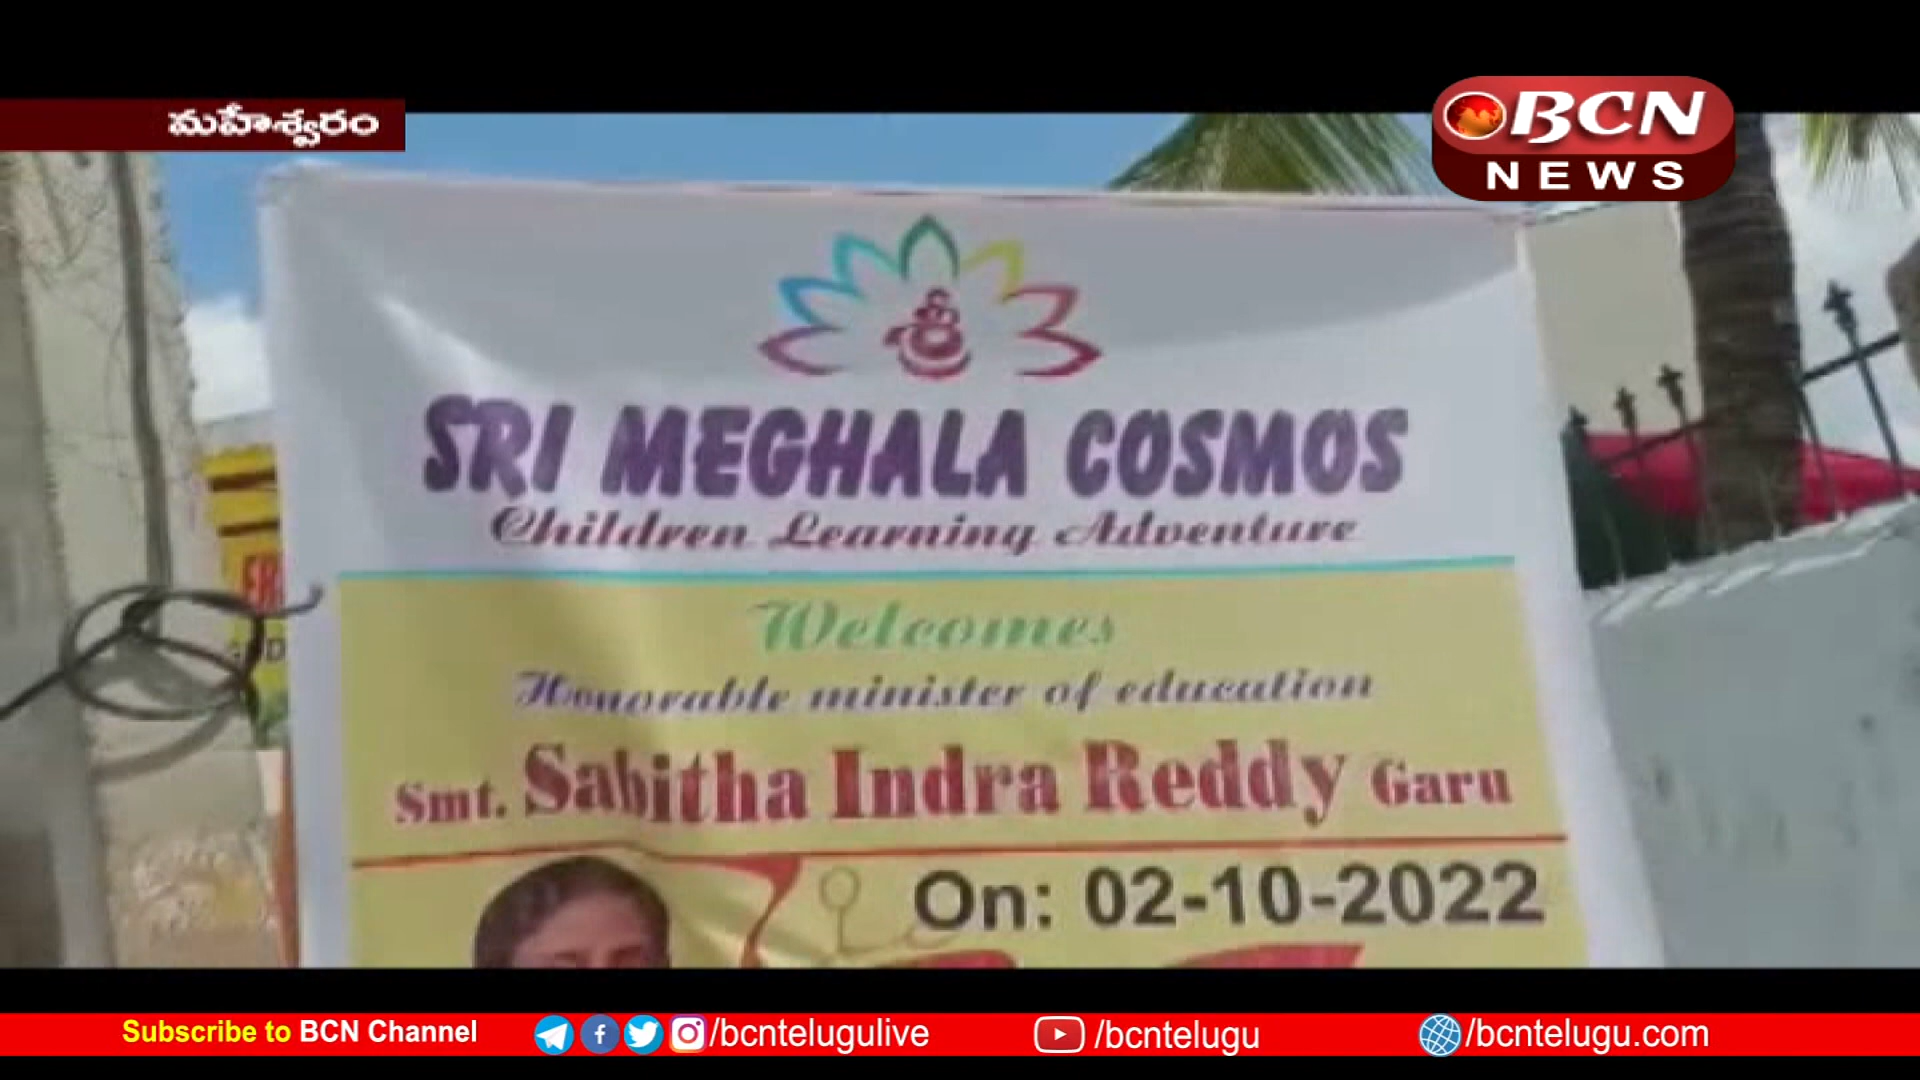 మహేశ్వరం
BCN
NEWS
శ్రీ
SRI MEGHALA COSMOS
Children Learning Adventure
Welcomes
Honorable minister of education
Smt. Sabitha Indra Reddy Garu
On: 02-10-2022
Subscribe to BCN Channel
/bcntelugulive
/bcntelugu
/bcntelugu.com